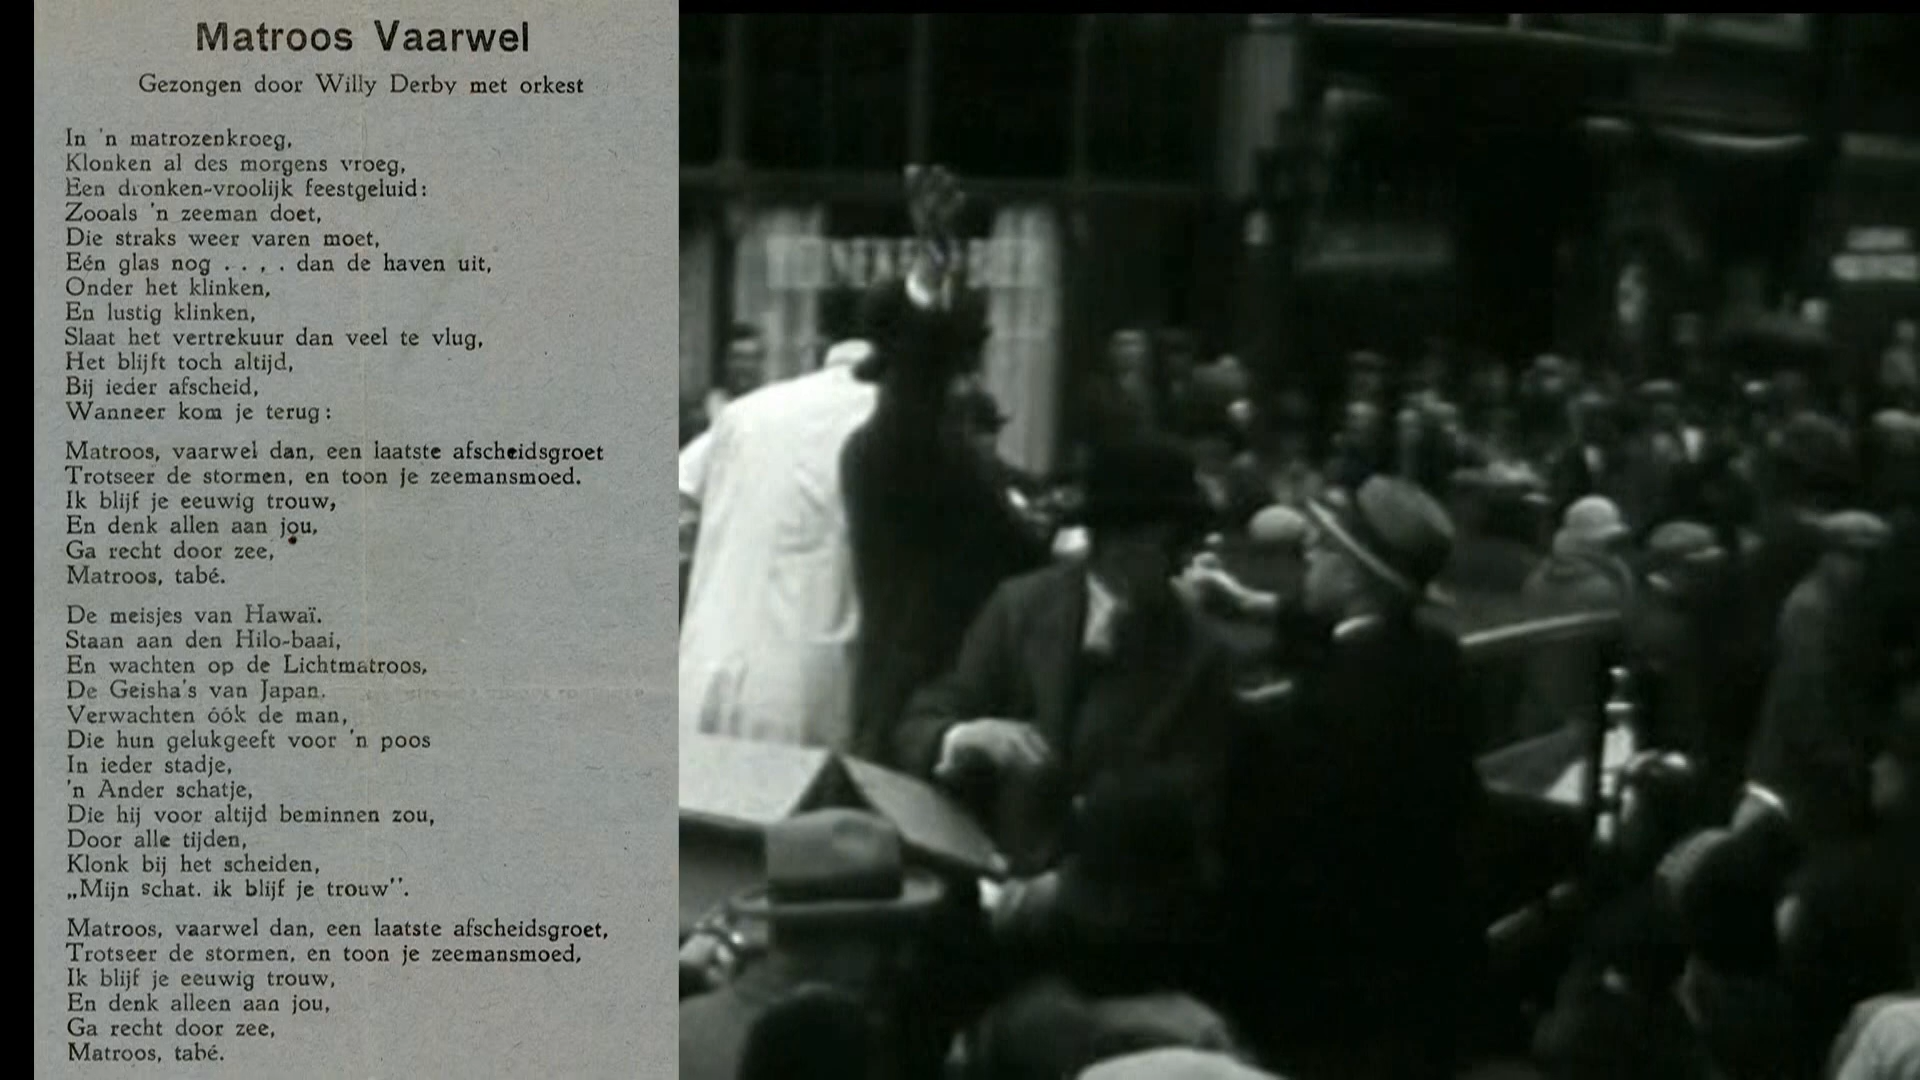 Matroos Vaarwel
Gezongen door Willy Derby met orkest
In 'n matrozenkroeg,
Klonken al des morgens vroeg,
Een dronken-vroolijk feestgeluid:
Zooals 'n zeeman doet,
Die straks weer varen moet,
Eén glas nog . . , . dan de haven uit,
Onder het klinken,
En lustig klinken,
Slaat het vertrekuur dan veel te vlug,
Het blijft toch altijd,
Bij ieder afscheid,
Wanneer kom je terug:
Matroos, vaarwel dan, een laatste afscheidsgroet
Trotseer de stormen, en toon je zeemansmoed.
Ik blijf je eeuwig trouw,
En denk allen aan jou,
Ga recht door zee,
Matroos, tabé.
De meisjes van Hawaï.
Staan aan den Hilo-baai,
En wachten op de Lichtmatroos,
De Geisha's van Japan.
Verwachten óók de man,
Die hun gelukgeeft voor 'n poos
In ieder stadje,
'n Ander schatje,
Die hij voor altijd beminnen zou,
Door alle tijden,
Klonk bij het scheiden,
„Mijn schat. ik blijf je trouw".
Matroos, vaarwel dan, een laatste afscheidsgroet,
Trotseer de stormen, en toon je zeemansmoed,
Ik blijf je eeuwig trouw,
En denk alleen aan jou,
Ga recht door zee,
Matroos, tabé.